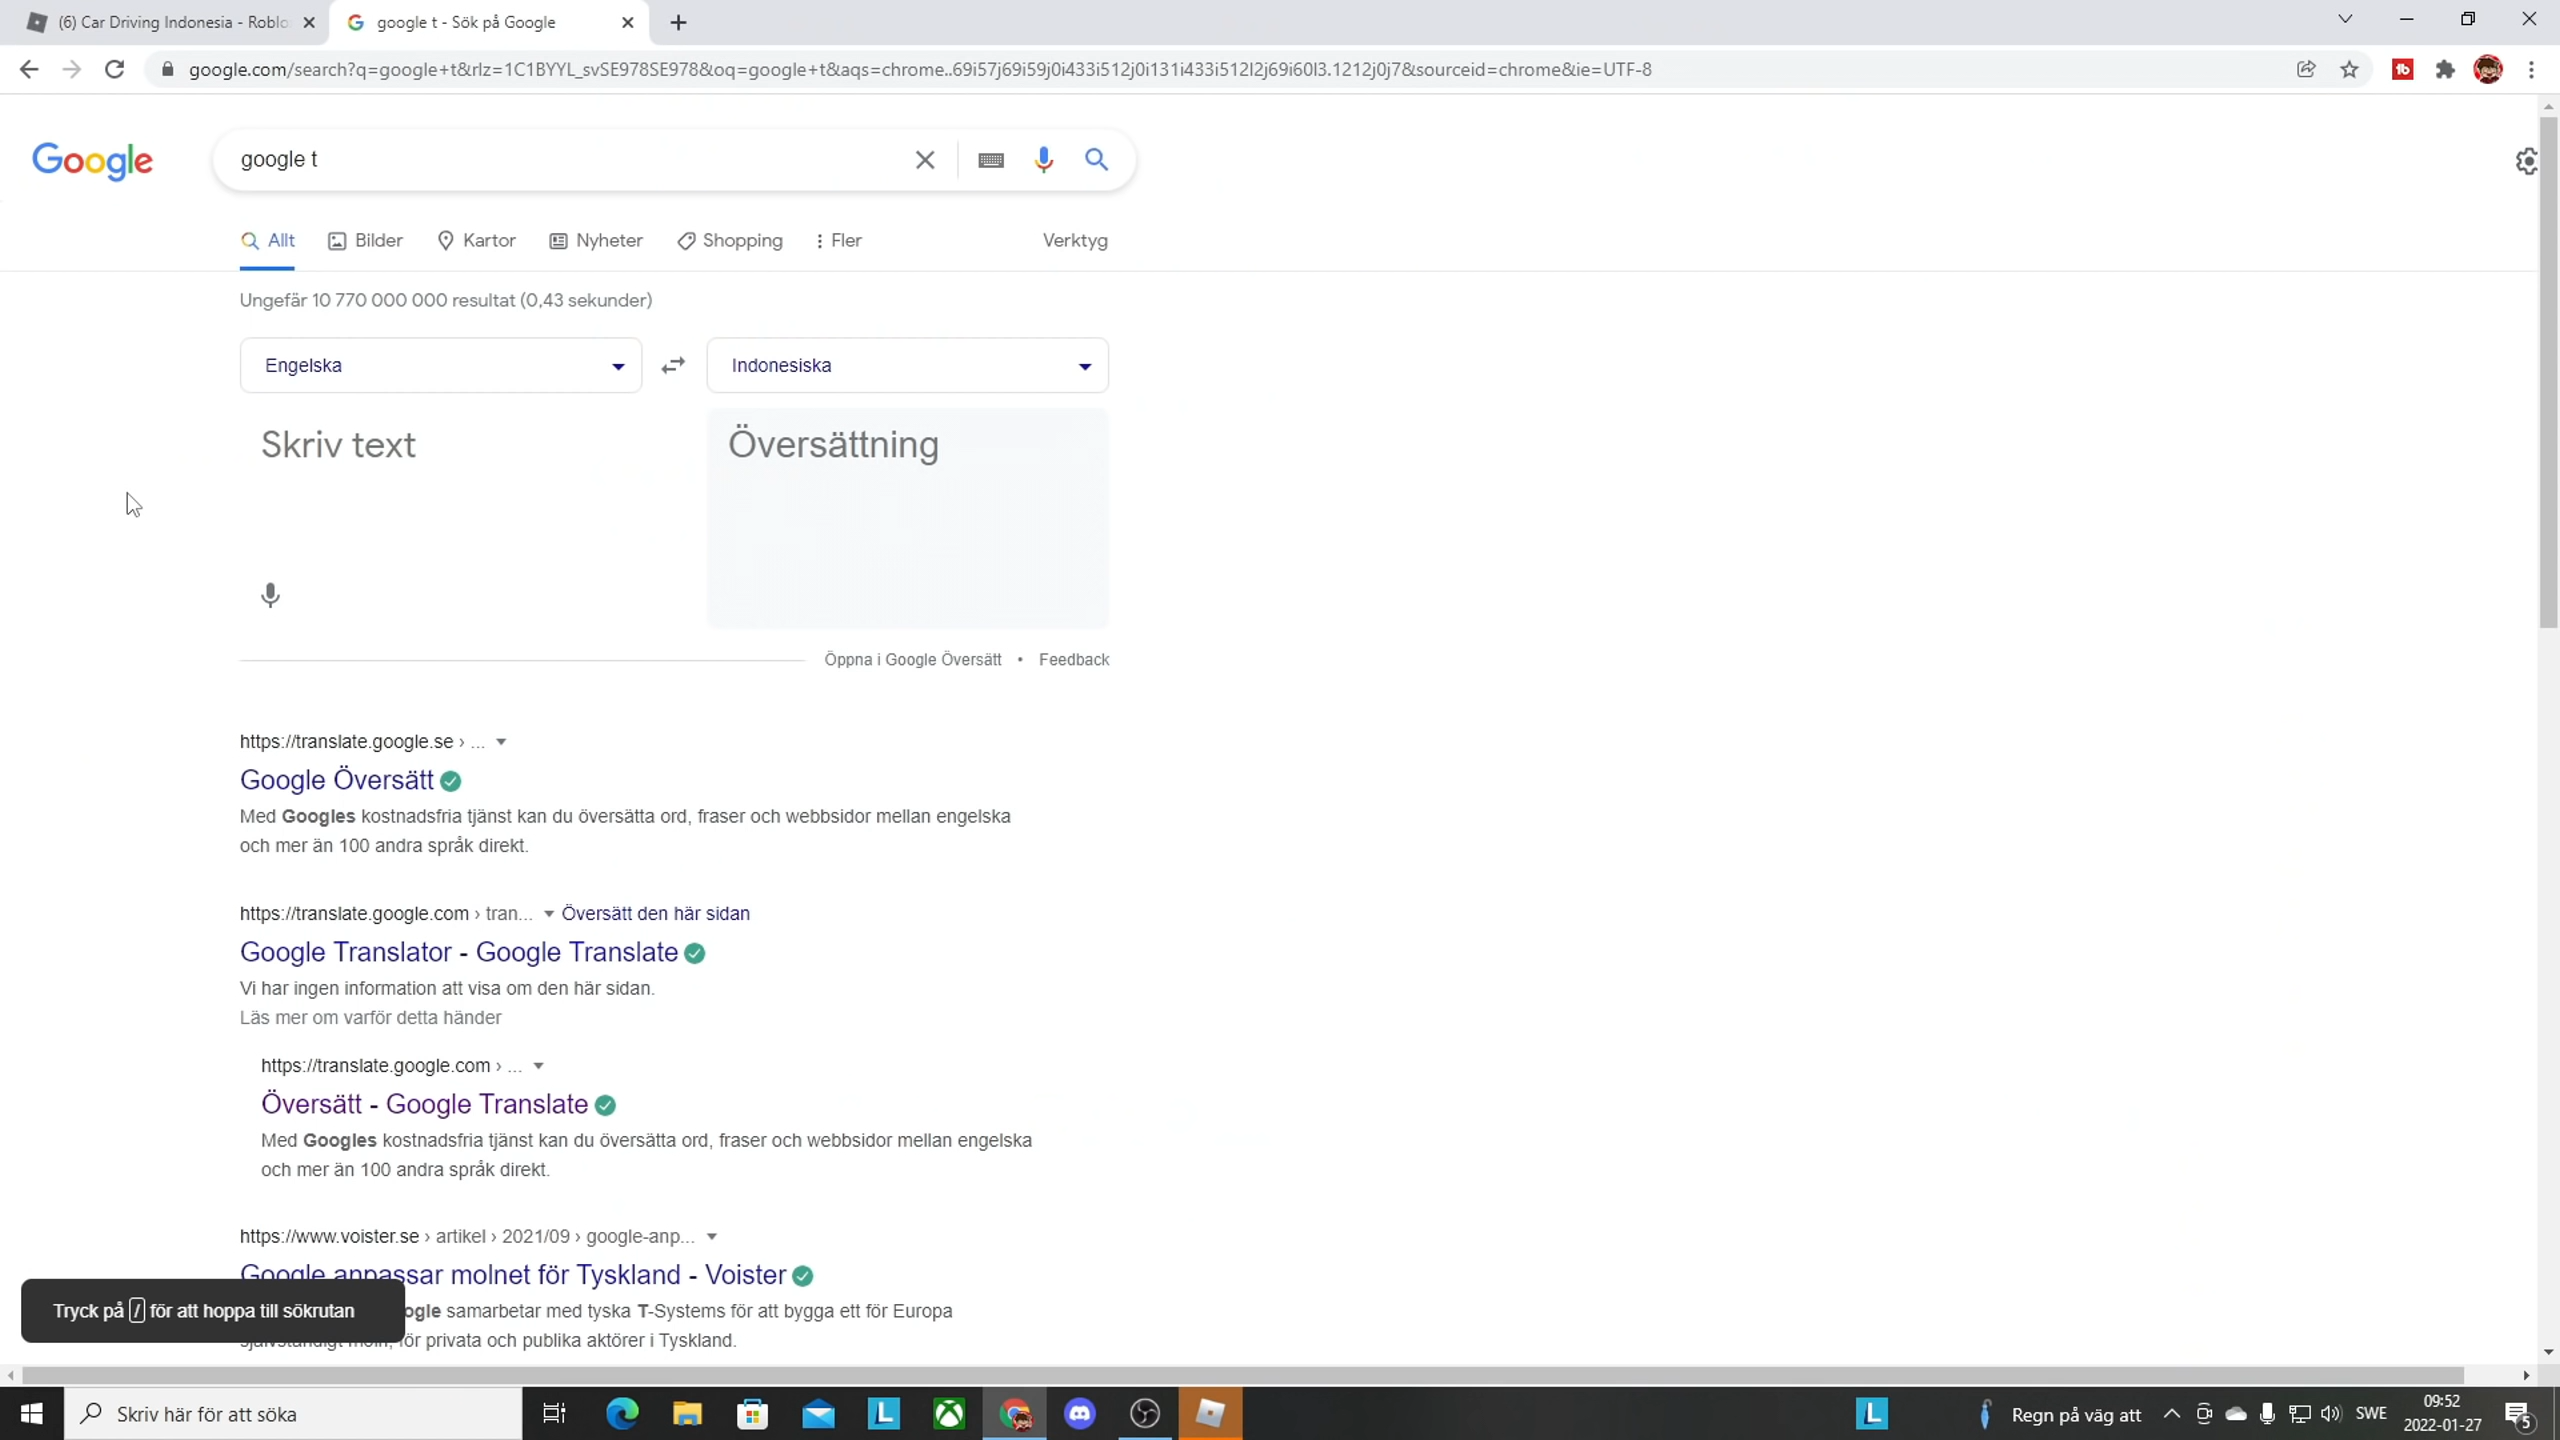 (6) Car Driving Indonesia - Roblo
google t - Sök på Google
google.com/search?q=google+t&rlz=1C1BYYL_svSE978SE978&oq=google+t&aqs=chrome..69i57j69i59j0i433i512j0i131i433i512l2j69i60l3.1212j0j7&sourceid=chrome&ie=UTF-8
Google
google t
Allt
Bilder
Kartor
Nyheter
Shopping
Fler
Verktyg
Ungefär 10 770 000 000 resultat (0,43 sekunder)
Engelska
Indonesiska
Skriv text
Översättning
Öppna i Google Översätt • Feedback
https://translate.google.se › ...
Google Översätt
Med Googles kostnadsfria tjänst kan du översätta ord, fraser och webbsidor mellan engelska
och mer än 100 andra språk direkt.
https://translate.google.com › tran... Översätt den här sidan
Google Translator - Google Translate
Vi har ingen information att visa om den här sidan.
Läs mer om varför detta händer
https://translate.google.com › ...
Översätt - Google Translate
Med Googles kostnadsfria tjänst kan du översätta ord, fraser och webbsidor mellan engelska
och mer än 100 andra språk direkt.
https://www.voister.se › artikel › 2021/09 › google-anp...
Google anpassar molnet för Tyskland - Voister
Tryck på / för att hoppa till sökrutan
ogle samarbetar med tyska T-Systems för att bygga ett för Europa
självständigt moln, för privata och publika aktörer i Tyskland.
Skriv här för att söka
Regn på väg att
SWE
09:52
2022-01-27
5